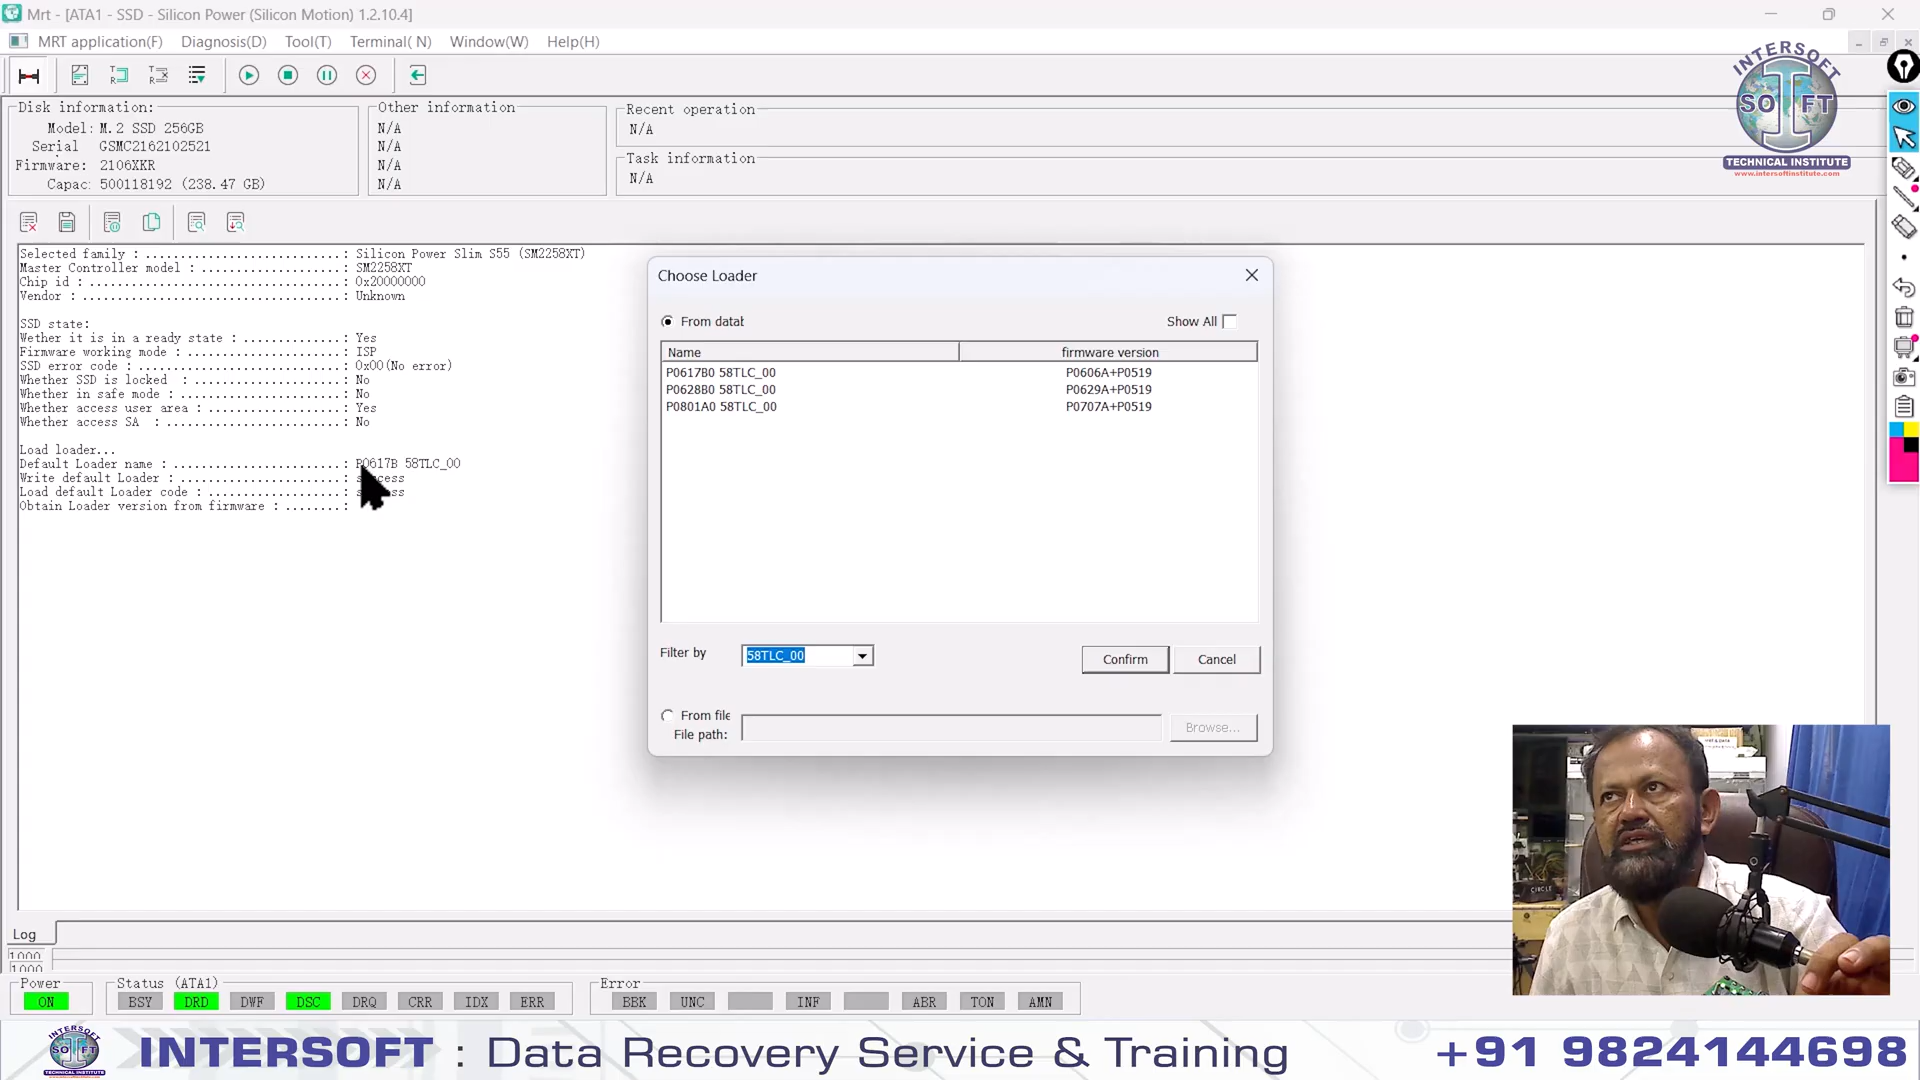 Mrt - [ATA1 - SSD - Silicon Power (Silicon Motion) 1.2.10.4]
MRT application(F) Diagnosis(D) Tool(T) Terminal( N) Window(W) Help(H)
Disk information:
Model: M.2 SSD 256GB
Serial GSMC2162102521
Firmware: 2106XKR
Capac: 500118192 (238.47 GB)
Other information
N/A
N/A
N/A
N/A
Recent operation
N/A
Task information
N/A
INTERSOFT
SOFT
TECHNICAL INSTITUTE
www.intersoftinstitute.com
Selected family : ..........................: Silicon Power Slim S55 (SM2258XT)
Master Controller model : ..................: SM2258XT
Chip id : ..................................: 0x20000000
Vendor : ...................................: Unknown
SSD state:
Wether it is in a ready state : ............: Yes
Firmware working mode : ....................: ISP
SSD error code : ...........................: 0x00(No error)
Whether SSD is locked : ...................: No
Whether in safe mode : .....................: No
Whether access user area : .................: Yes
Whether access SA : .......................: No
Load loader...
Default Loader name : ......................: P0617B 58TLC_00
Write default Loader : .....................:
Load default Loader code : .................:
Obtain Loader version from firmware : ........:
Choose Loader
From datal Show All
Name firmware version
P0617B0 58TLC_00 P0606A+P0519
P0628B0 58TLC_00 P0629A+P0519
P0801A0 58TLC_00 P0707A+P0519
Filter by 58TLC_00 Confirm Cancel
From file
File path: Browse...
Log
1000
1000
Power
ON
Status (ATA1)
BSY DRD DWF DSC DRQ CRR IDX ERR
Error
BBK UNC INF ABR TON AMN
INTERSOFT : Data Recovery Service & Training +91 9824144698